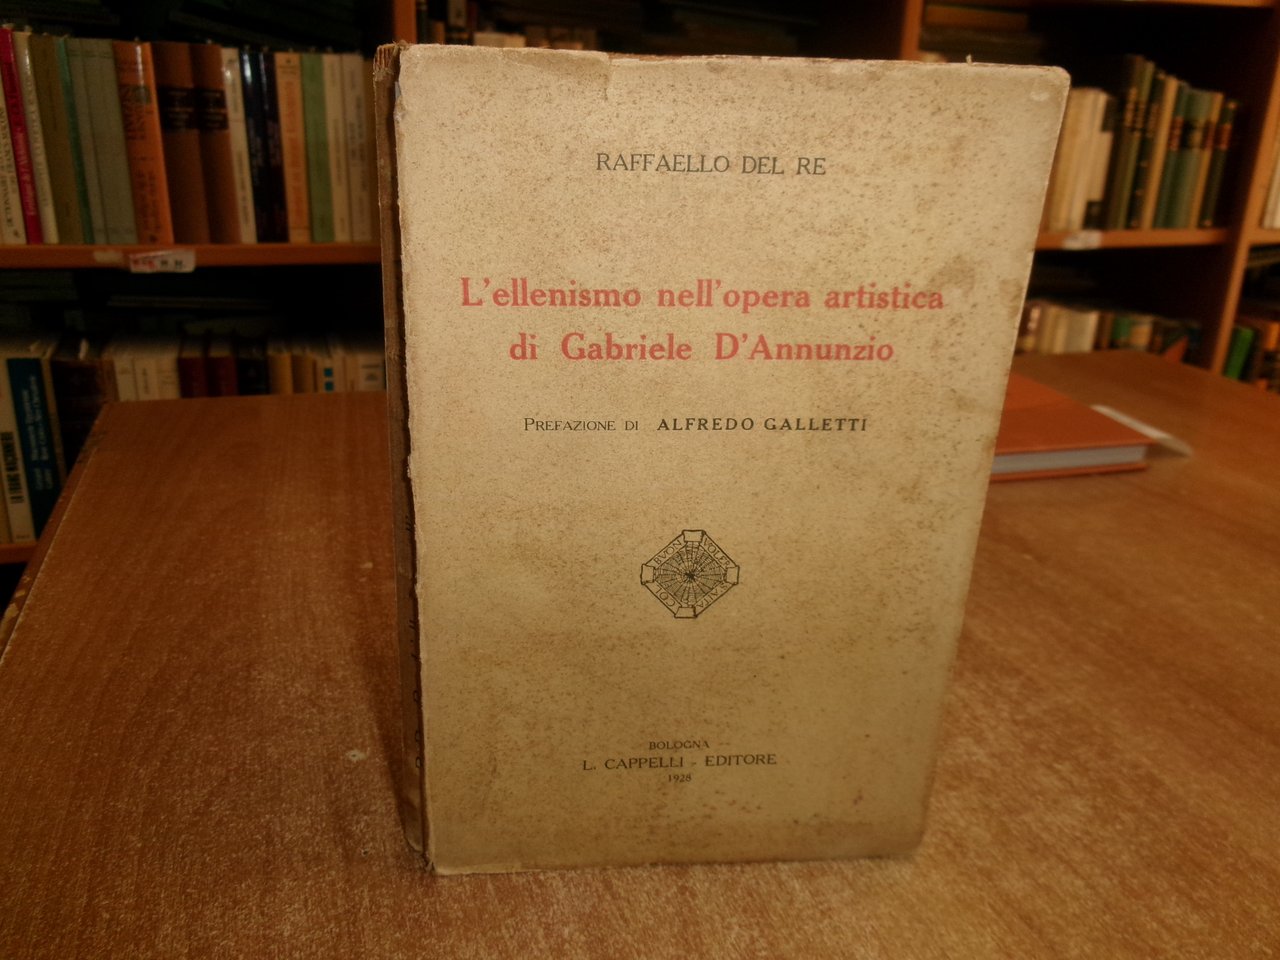 RAFFAELLO DEL RE
L'ellenismo nell'opera artistica
di Gabriele D'Annunzio
PREFAZIONE DI ALFREDO GALLETTI
BOLOGNA
L. CAPPELLI - EDITORE
1928